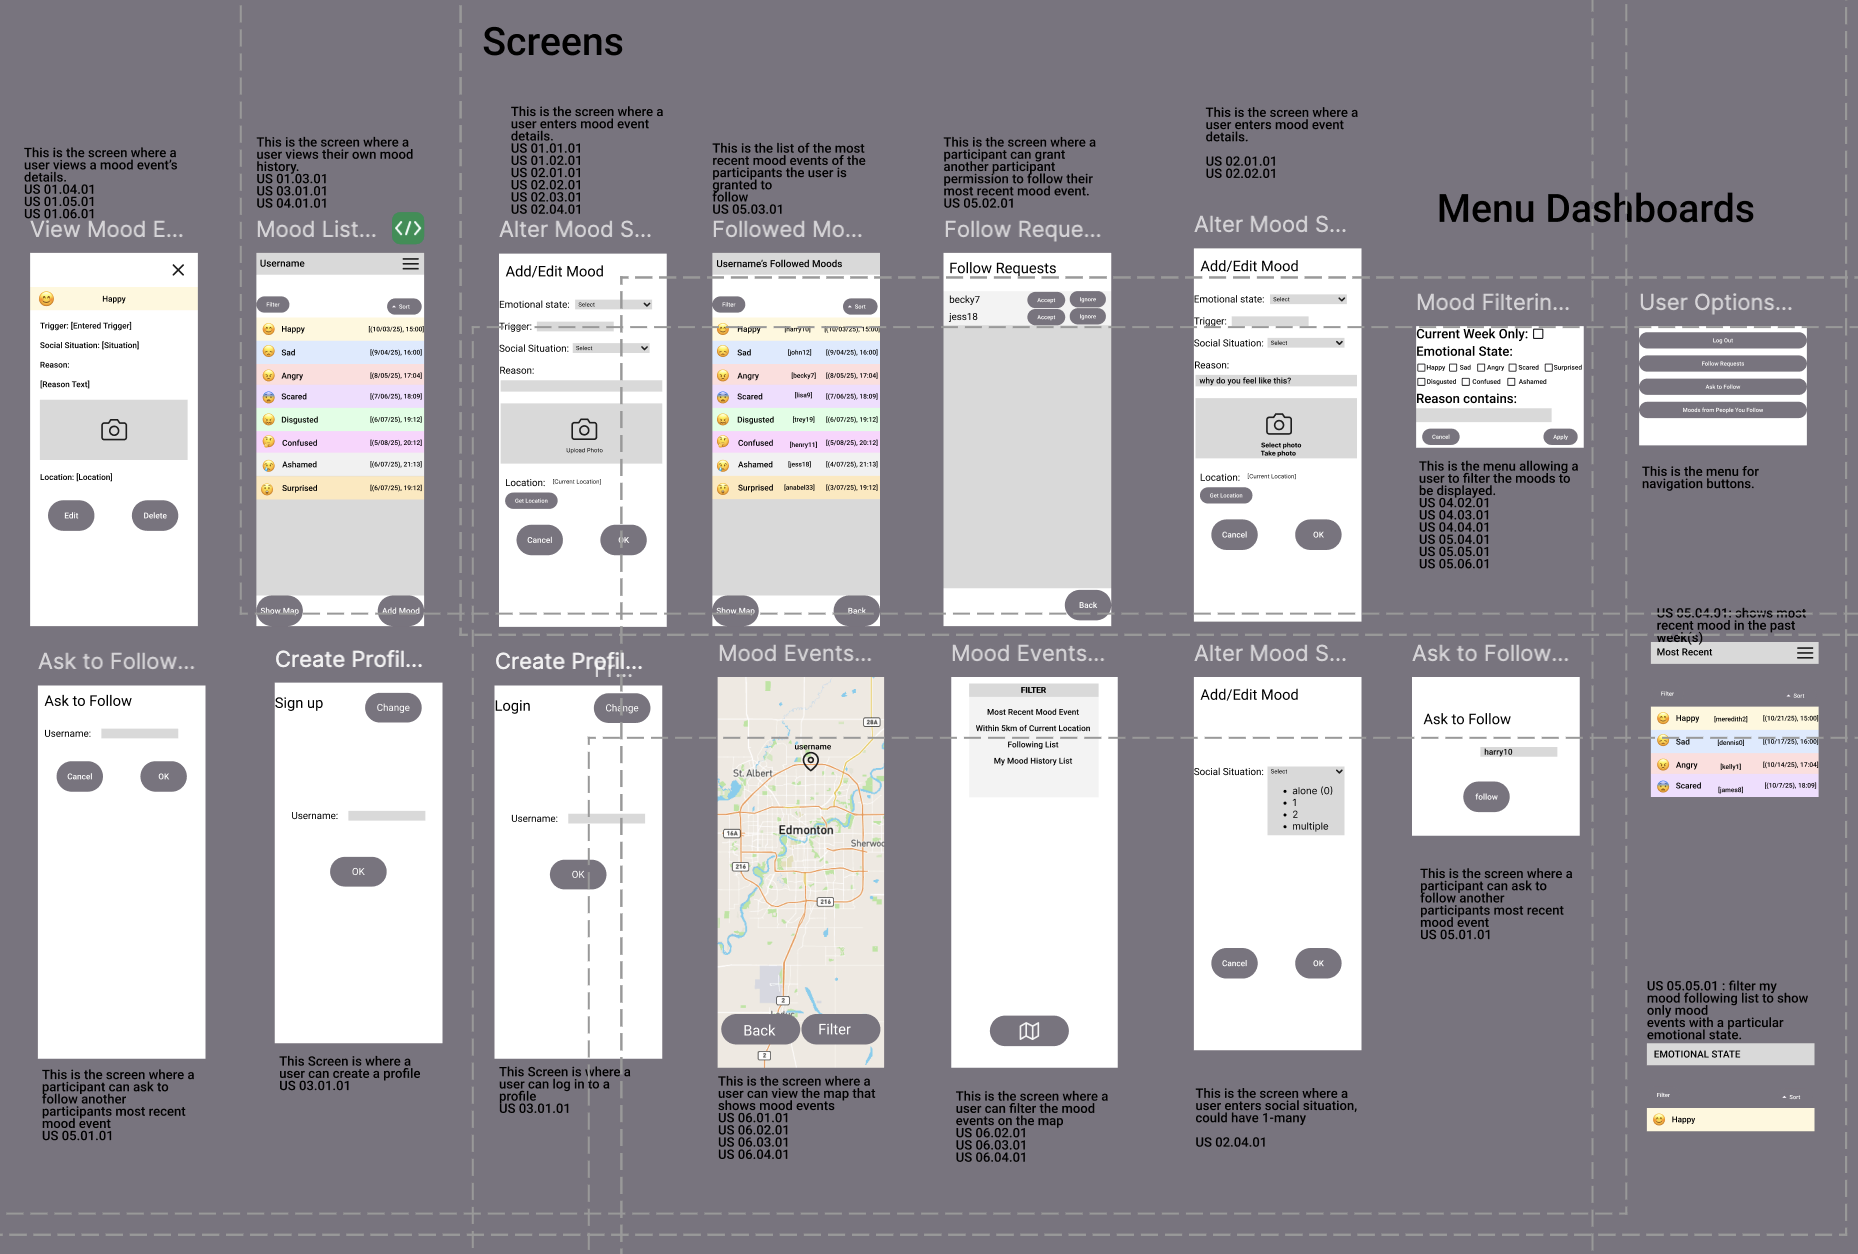 Screens
This is the screen where a
user views a mood event's
details.
US 01.04.01
US 01.05.01
US 01.06.01
View Mood E...
Happy
Trigger: [Entered Trigger]
Social Situation: [Situation]
Reason:
[Reason Text]
Location: [Location]
Edit
Delete
This is the screen where a
user views their own mood
history.
US 01.03.01
US 03.01.01
US 04.01.01
Mood List...
Username
Filter
Sort
Happy [(10/03/25), 15:00]
Sad [(9/04/25), 16:00]
Angry [(8/05/25), 17:04]
Scared [(7/06/25), 18:09]
Disgusted [(6/07/25), 19:12]
Confused [(5/08/25), 20:12]
Ashamed [(6/07/25), 21:13]
Surprised [(6/07/25), 19:12]
Show Map
Add Mood
This is the screen where a
user enters mood event
details.
US 01.01.01
US 01.02.01
US 02.01.01
US 02.02.01
US 02.03.01
US 02.04.01
Alter Mood S...
Add/Edit Mood
Emotional state: Select
Trigger:
Social Situation: Select
Reason:
Upload Photo
Location: [Current Location]
Get Location
Cancel
OK
This is the list of the most
recent mood events of the
participants the user is
granted to
follow
US 05.03.01
Followed Mo...
Username's Followed Moods
Filter
Sort
Happy [harry10] [(10/03/25), 15:00]
Sad [john12] [(9/04/25), 16:00]
Angry [becky7] [(8/05/25), 17:04]
Scared [lisa9] [(7/06/25), 18:09]
Disgusted [trey19] [(6/07/25), 19:12]
Confused [henry11] [(5/08/25), 20:12]
Ashamed [jess18] [(4/07/25), 21:13]
Surprised [anabel33] [(3/07/25), 19:12]
Show Map
Back
This is the screen where a
participant can grant
another participant
permission to follow their
most recent mood event.
US 05.02.01
Follow Reque...
Follow Requests
becky7 Accept Ignore
jess18 Accept Ignore
Back
This is the screen where a
user enters mood event
details.
US 02.01.01
US 02.02.01
Alter Mood S...
Add/Edit Mood
Emotional state: Select
Trigger:
Social Situation: Select
Reason:
why do you feel like this?
Select photo
Take photo
Location: [Current Location]
Get Location
Cancel
OK
Menu Dashboards
Mood Filterin...
Current Week Only:
Emotional State:
Happy Sad Angry Scared Surprised
Disgusted Confused Ashamed
Reason contains:
Cancel
Apply
This is the menu allowing a
user to filter the moods to
be displayed.
US 04.02.01
US 04.03.01
US 04.04.01
US 05.04.01
US 05.05.01
US 05.06.01
User Options...
Log Out
Follow Requests
Ask to Follow
Moods from People You Follow
This is the menu for
navigation buttons.
Ask to Follow...
Ask to Follow
Username:
Cancel
OK
This is the screen where a
participant can ask to
follow another
participants most recent
mood event
US 05.01.01
Create Profil...
Sign up
Change
Username:
OK
This Screen is where a
user can create a profile
US 03.01.01
Create Profil...
Login
Change
Username:
OK
This Screen is where a
user can log in to a
profile
US 03.01.01
Mood Events...
28A
username
St. Albert
16A
Edmonton
Sherwoo
216
216
2
Back
Filter
2
This is the screen where a
user can view the map that
shows mood events
US 06.01.01
US 06.02.01
US 06.03.01
US 06.04.01
Mood Events...
FILTER
Most Recent Mood Event
Within 5km of Current Location
Following List
My Mood History List
This is the screen where a
user can filter the mood
events on the map
US 06.02.01
US 06.03.01
US 06.04.01
Alter Mood S...
Add/Edit Mood
Social Situation: Select
alone (0)
1
2
multiple
Cancel
OK
This is the screen where a
user enters social situation,
could have 1-many
US 02.04.01
Ask to Follow...
Ask to Follow
harry10
follow
This is the screen where a
participant can ask to
follow another
participants most recent
mood event
US 05.01.01
US 05.04.01: shows most
recent mood in the past
week(s)
Most Recent
Filter
Sort
Happy [meredith2] [(10/21/25), 15:00]
Sad [dennis0] [(10/17/25), 16:00]
Angry [kelly1] [(10/14/25), 17:04]
Scared [james8] [(10/7/25), 18:09]
US 05.05.01 : filter my
mood following list to show
only mood
events with a particular
emotional state.
EMOTIONAL STATE
Filter
Sort
Happy